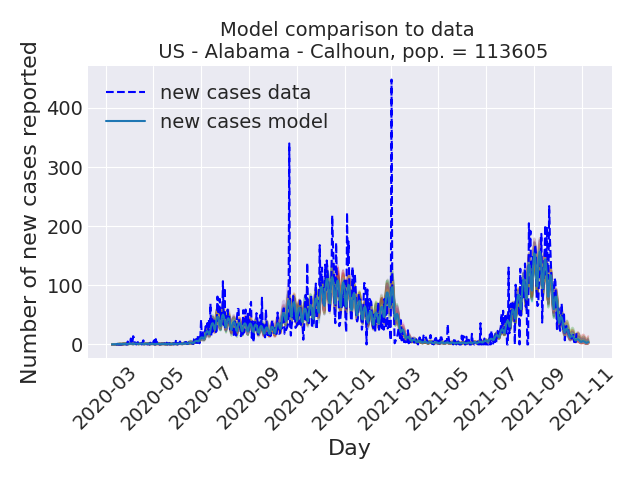 Model comparison to data
US - Alabama - Calhoun, pop. = 113605
Number of new cases reported
400
300
200
100
0
new cases data
new cases model
2020-03
2020-05
2020-07
2020-09
2020-11
2021-01
2021-03
2021-05
2021-07
2021-09
2021-11
Day